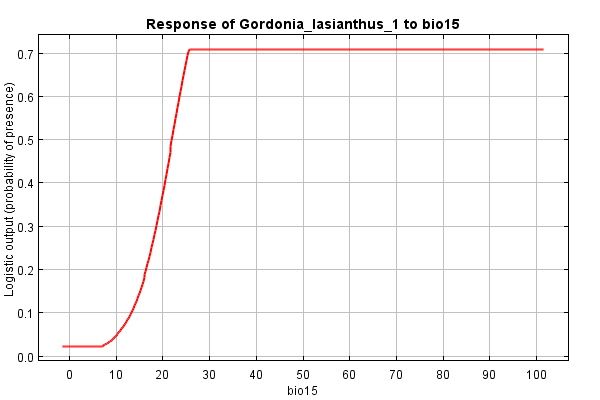 Response of Gordonia_lasianthus_1 to bio15
Logistic output (probability of presence)
0.7
0.6
0.5
0.4
0.3
0.2
0.1
0.0
0 10 20 30 40 50 60 70 80 90 100
bio15